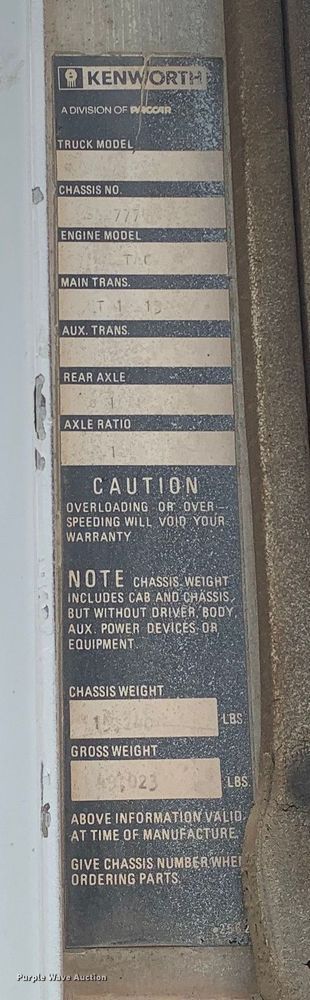 KENWORTH
A DIVISION OF PACCAR
TRUCK MODEL
CHASSIS NO.
777
ENGINE MODEL
MAIN TRANS.
AUX. TRANS.
REAR AXLE
AXLE RATIO
CAUTION
OVERLOADING OR OVER-
SPEEDING WILL VOID YOUR
WARRANTY
NOTE CHASSIS WEIGHT
INCLUDES CAB AND CHASSIS,
BUT WITHOUT DRIVER, BODY,
AUX. POWER DEVICES OR
EQUIPMENT.
CHASSIS WEIGHT
LBS.
GROSS WEIGHT
LBS.
ABOVE INFORMATION VALID
AT TIME OF MANUFACTURE.
GIVE CHASSIS NUMBER WHEN
ORDERING PARTS.
Purple Wave Auction